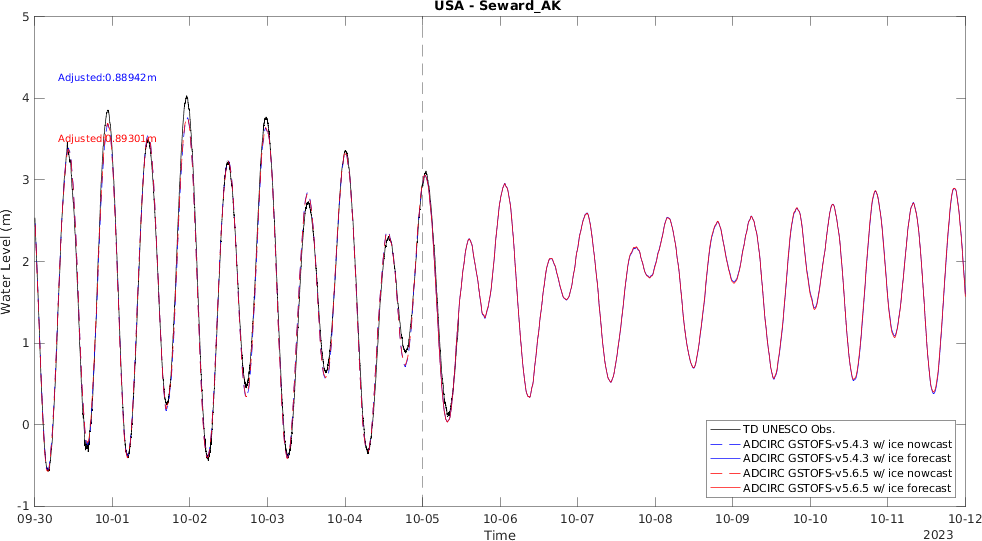 USA - Seward_AK
5
4
3
2
1
0
-1
Water Level (m)
Adjusted:0.88942m
Adjusted:0.89301m
TD UNESCO Obs.
ADCIRC GSTOFS-v5.4.3 w/ ice nowcast
ADCIRC GSTOFS-v5.4.3 w/ ice forecast
ADCIRC GSTOFS-v5.6.5 w/ ice nowcast
ADCIRC GSTOFS-v5.6.5 w/ ice forecast
09-30 10-01 10-02 10-03 10-04 10-05 10-06 10-07 10-08 10-09 10-10 10-11 10-12
Time
2023